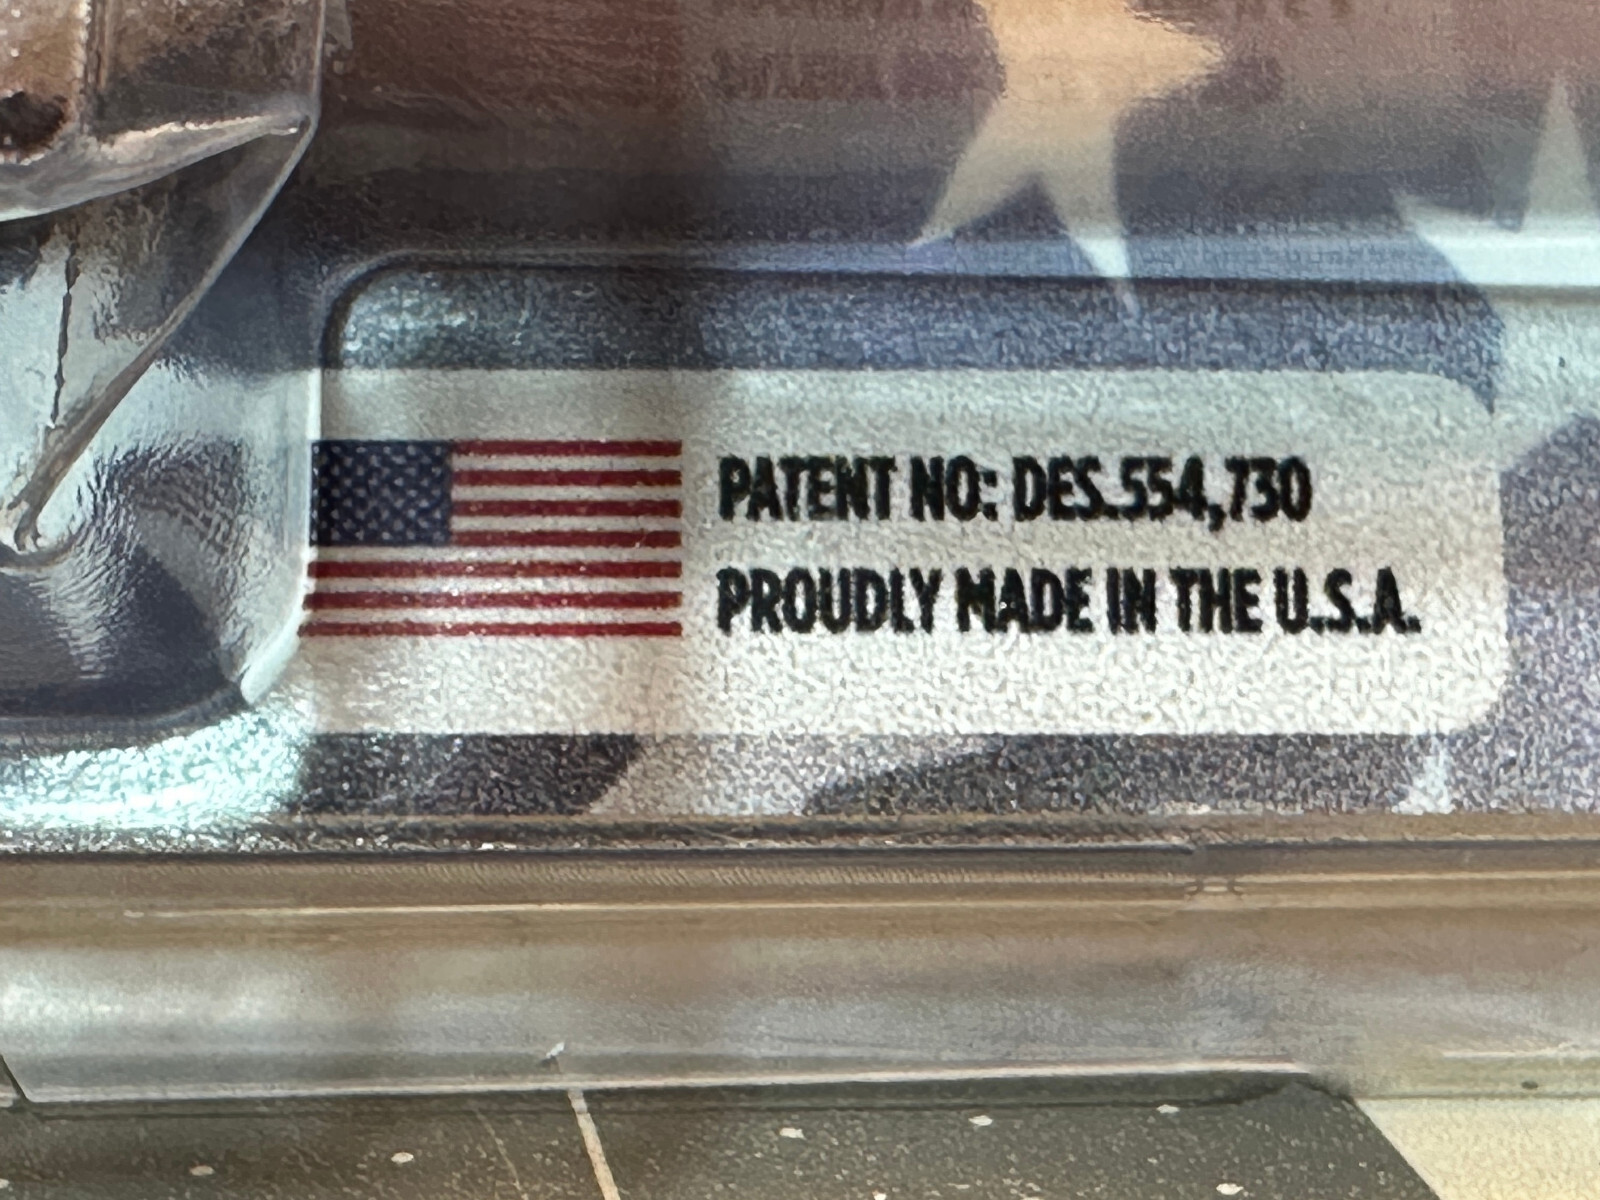 PATENT NO: DES.554,730
PROUDLY MADE IN THE U.S.A.